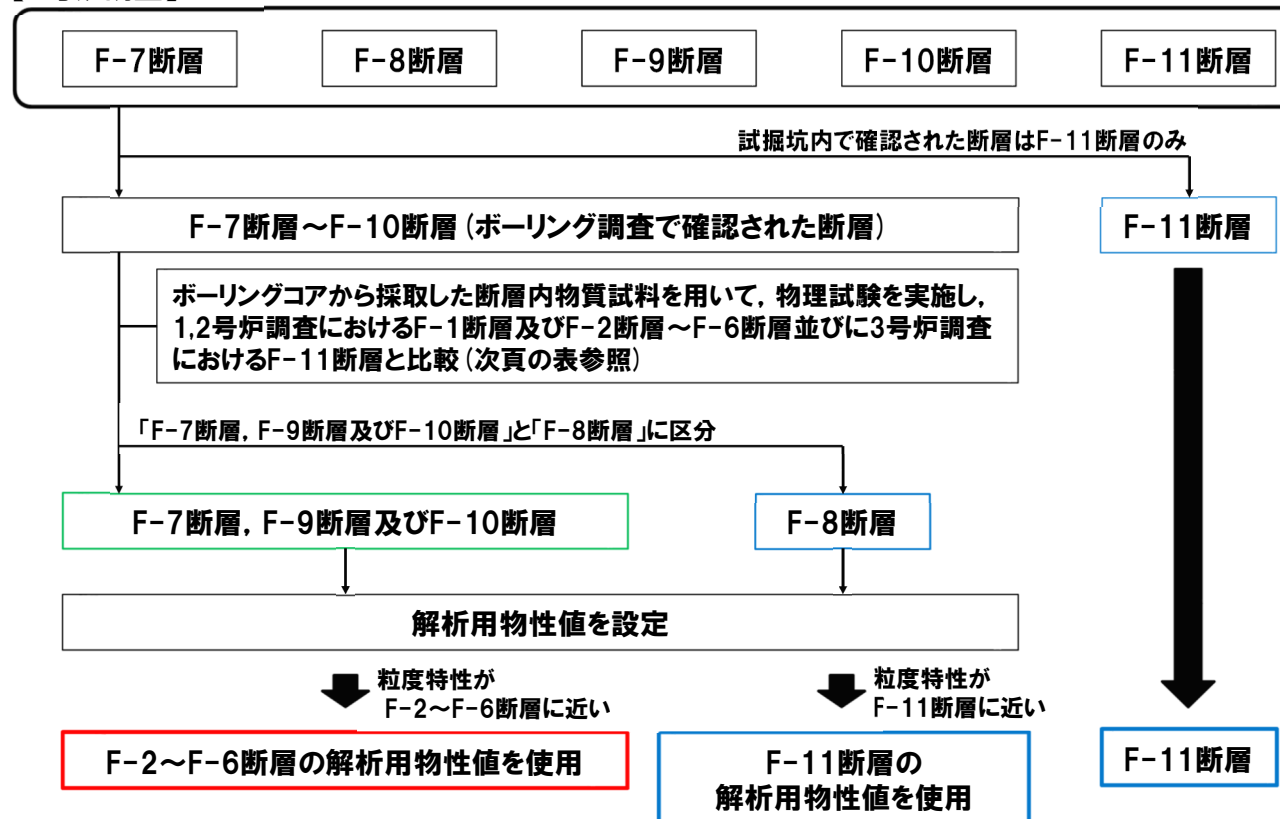 F-7断層
F-8断層
F-9断層
F-10断層
F-11断層
試掘坑内で確認された断層はF-11断層のみ
F-7断層～F-10断層(ボーリング調査で確認された断層)
F-11断層
ボーリングコアから採取した断層内物質試料を用いて，物理試験を実施し，
1,2号炉調査におけるF-1断層及びF-2断層～F-6断層並びに3号炉調査
におけるF-11断層と比較(次頁の表参照)
「F-7断層，F-9断層及びF-10断層」と「F-8断層」に区分
F-7断層，F-9断層及びF-10断層
F-8断層
解析用物性値を設定
粒度特性が
F-2～F-6断層に近い
粒度特性が
F-11断層に近い
F-2～F-6断層の解析用物性値を使用
F-11断層の
解析用物性値を使用
F-11断層